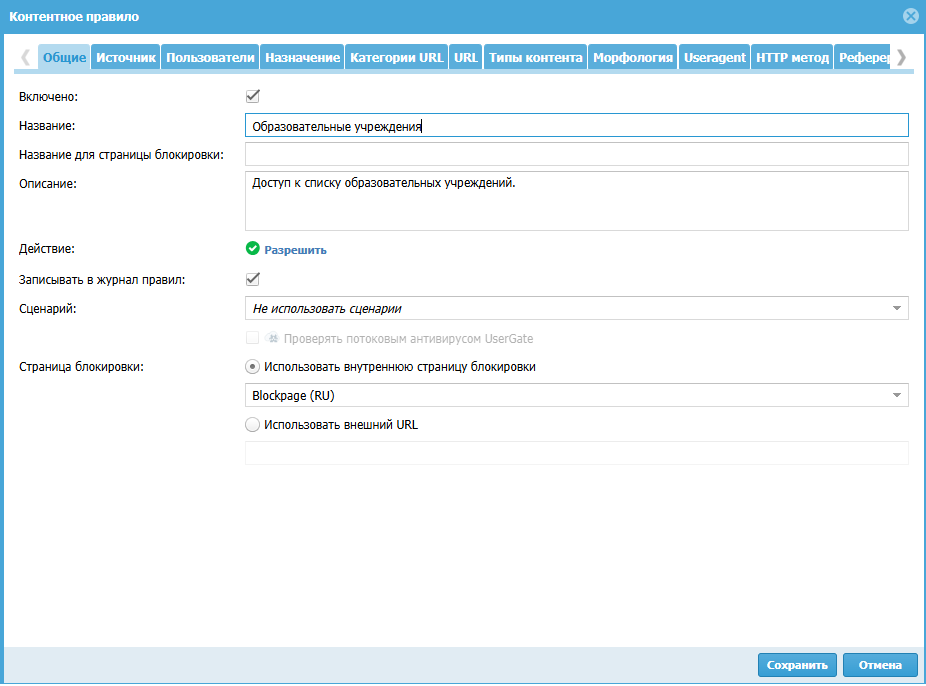 Контентное правило
Общие Источник Пользователи Назначение Категории URL URL Типы контента Морфология Useragent HTTP метод Реферер
Включено:
Название: Образовательные учреждения
Название для страницы блокировки:
Описание: Доступ к списку образовательных учреждений.
Действие: Разрешить
Записывать в журнал правил:
Сценарий: Не использовать сценарии
Проверять потоковым антивирусом UserGate
Страница блокировки: Использовать внутреннюю страницу блокировки
Blockpage (RU)
Использовать внешний URL
Сохранить Отмена